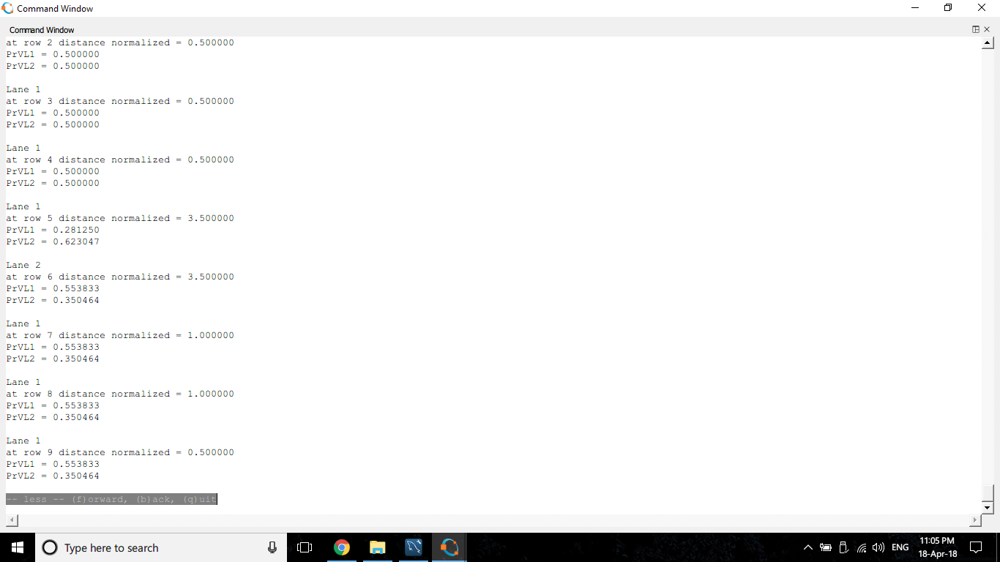 Command Window
Command Window
at row 2 distance normalized = 0.500000
PrVL1 = 0.500000
PrVL2 = 0.500000
Lane 1
at row 3 distance normalized = 0.500000
PrVL1 = 0.500000
PrVL2 = 0.500000
Lane 1
at row 4 distance normalized = 0.500000
PrVL1 = 0.500000
PrVL2 = 0.500000
Lane 1
at row 5 distance normalized = 3.500000
PrVL1 = 0.281250
PrVL2 = 0.623047
Lane 2
at row 6 distance normalized = 3.500000
PrVL1 = 0.553833
PrVL2 = 0.350464
Lane 1
at row 7 distance normalized = 1.000000
PrVL1 = 0.553833
PrVL2 = 0.350464
Lane 1
at row 8 distance normalized = 1.000000
PrVL1 = 0.553833
PrVL2 = 0.350464
Lane 1
at row 9 distance normalized = 0.500000
PrVL1 = 0.553833
PrVL2 = 0.350464
-- less -- (f)orward, (b)ack, (q)uit
Type here to search
ENG
11:05 PM
18-Apr-18